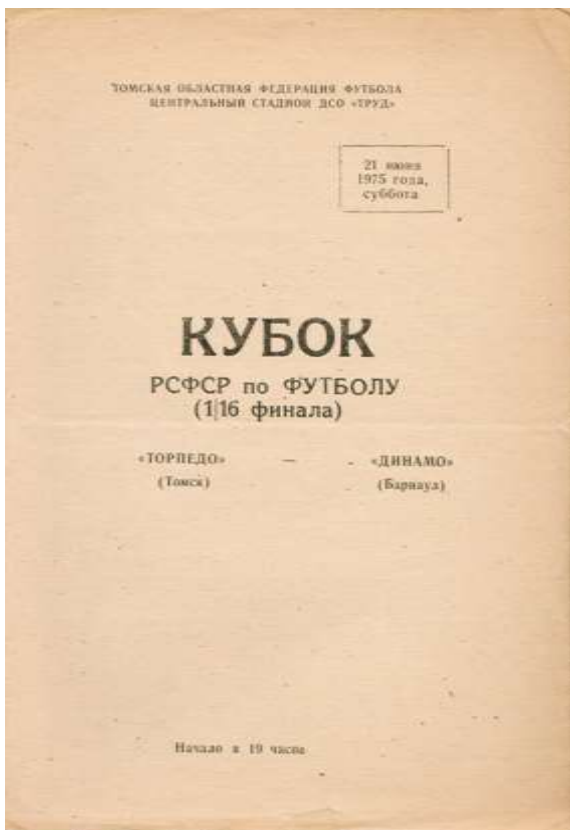 ТОМСКАЯ ОБЛАСТНАЯ ФЕДЕРАЦИЯ ФУТБОЛА
ЦЕНТРАЛЬНЫЙ СТАДИОН ДСО «ТРУД»
21 июня
1975 года,
суббота
КУБОК
РСФСР по ФУТБОЛУ
(1/16 финала)
«ТОРПЕДО» — «ДИНАМО»
(Томск) (Барнаул)
Начало в 19 часов